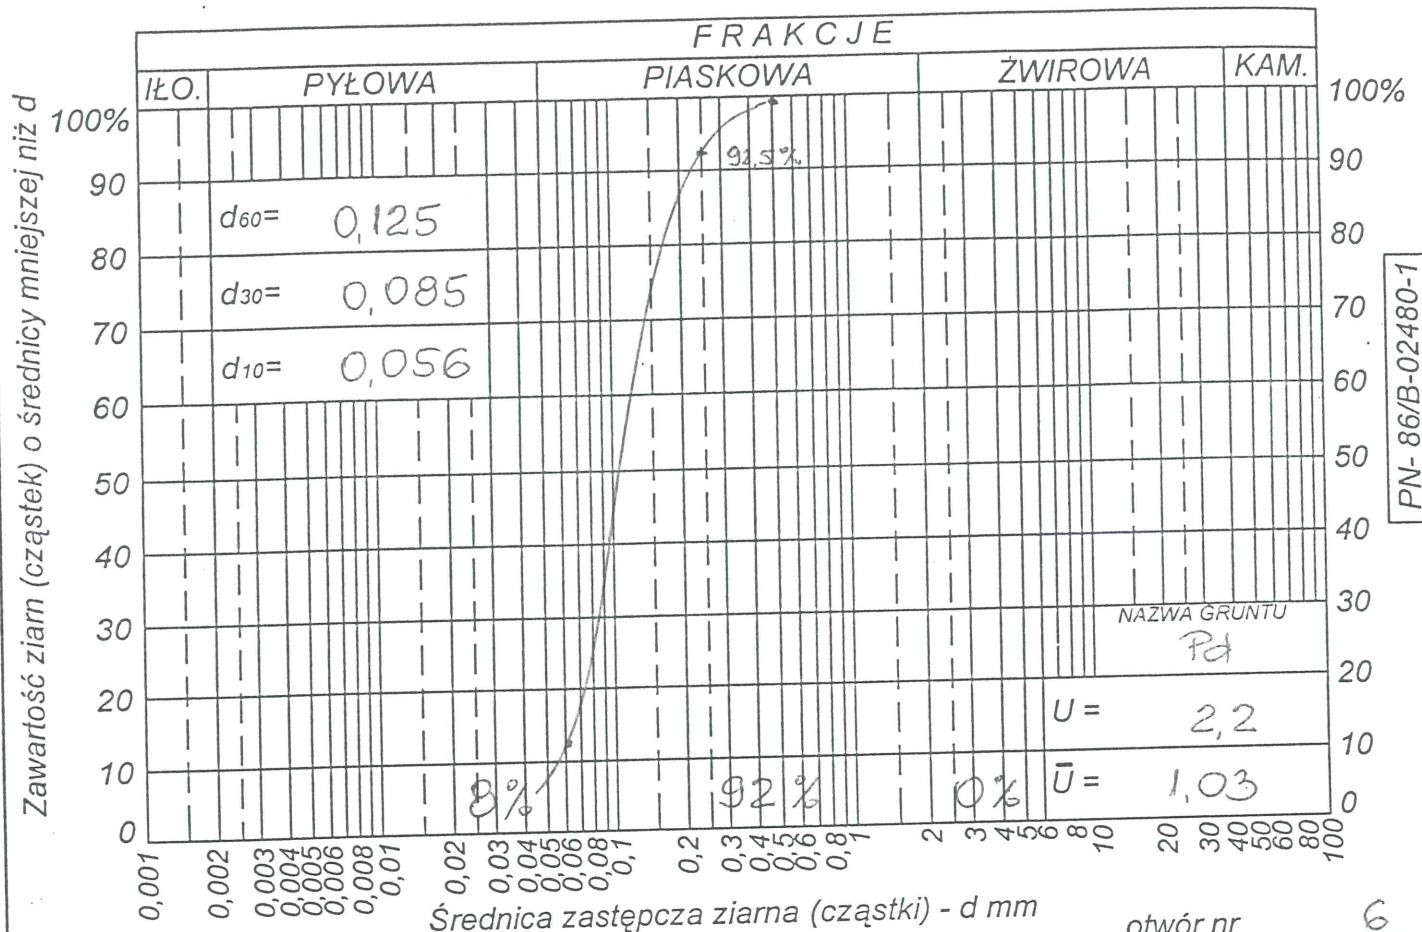 FRAKCJE
IŁO. PYŁOWA PIASKOWA ŻWIROWA KAM.
Zawartość ziarn (cząstek) o średnicy mniejszej niż d
100% 100%
92,5%
90 90
d60= 0,125
80 80
d30= 0,085
70 70
d10= 0,056
60 60
50 50
40 40
30 30
NAZWA GRUNTU
Pd
20 20
U = 2,2
10 10
8% 92% 0% Ū = 1,03
0 0
0,001 0,002 0,003 0,004 0,005 0,006 0,008 0,01 0,02 0,03 0,04 0,05 0,06 0,08 0,1 0,2 0,3 0,4 0,5 0,6 0,8 1 2 3 4 5 6 8 10 20 30 40 50 60 80 100
Średnica zastępcza ziarna (cząstki) - d mm
otwór nr 6
PN- 86/B-02480-1